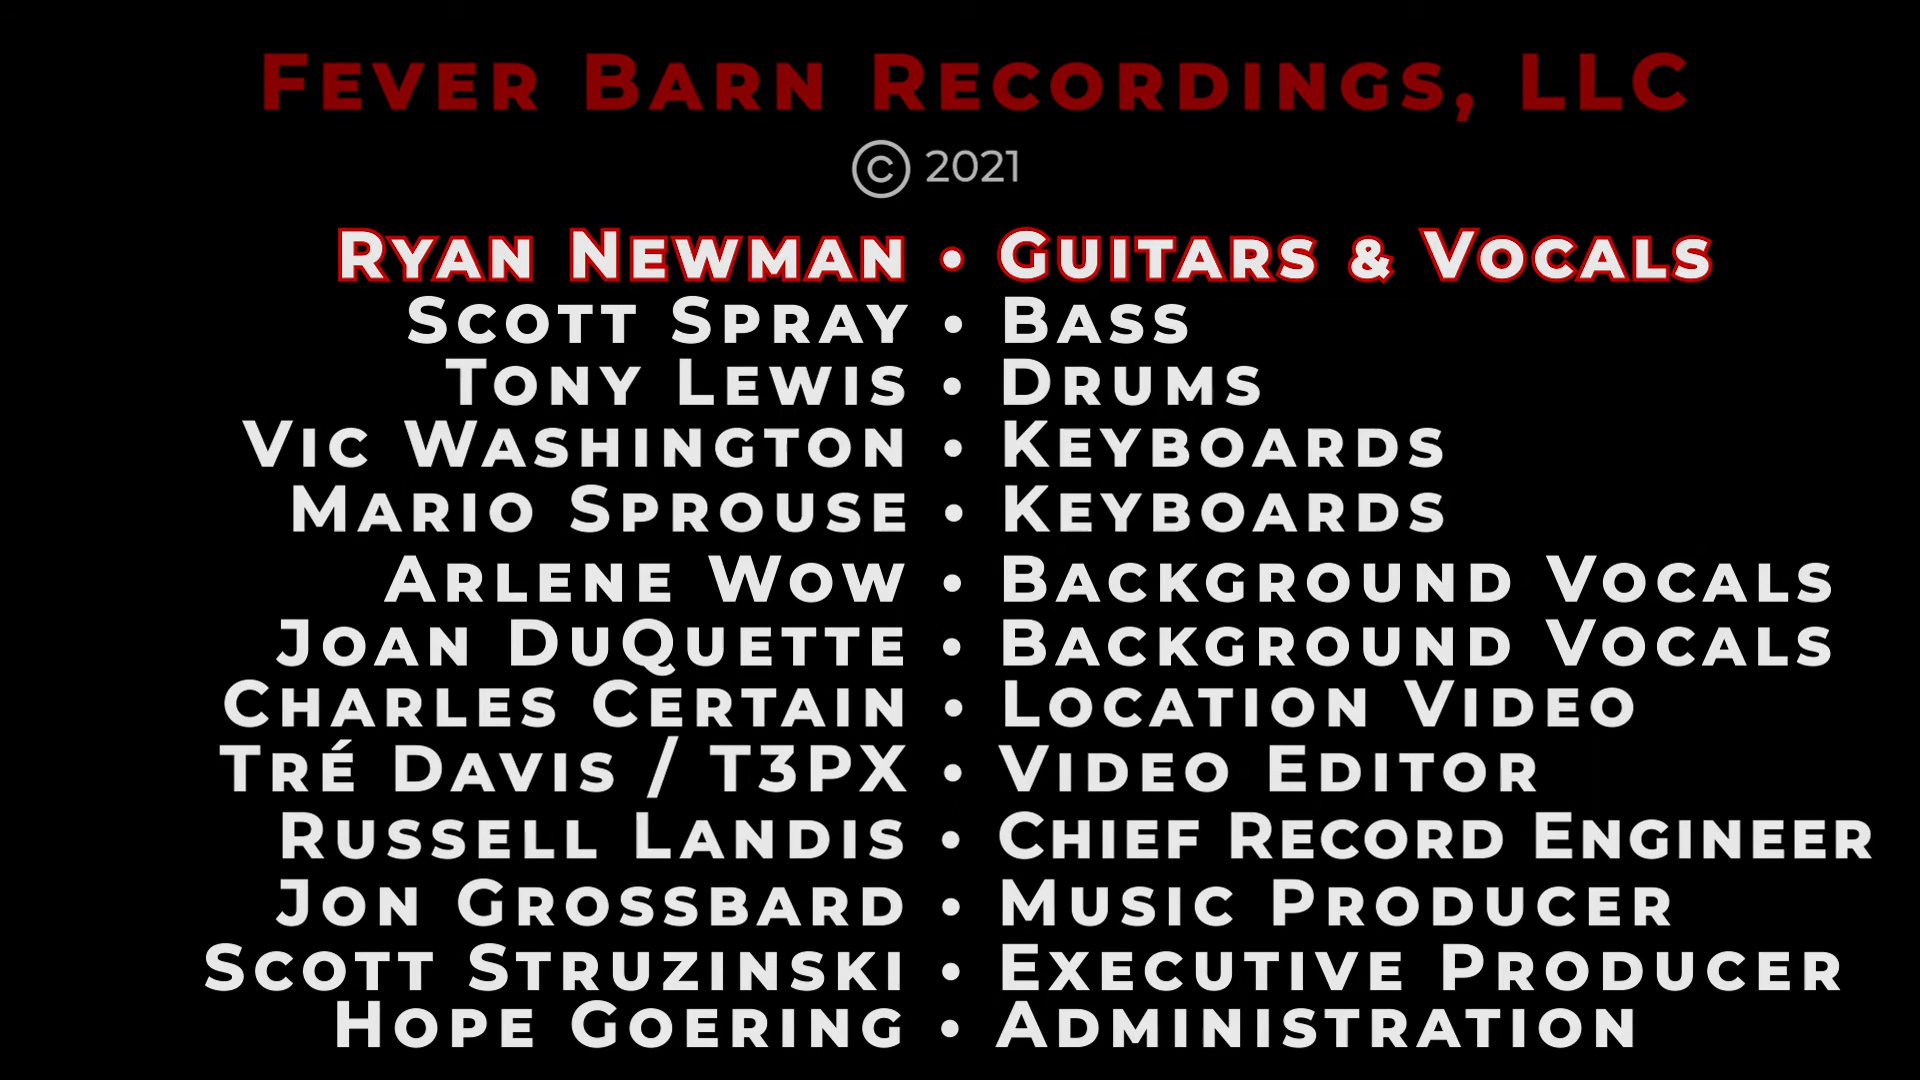 Fever Barn Recordings, LLC
© 2021
Ryan Newman • Guitars & Vocals
Scott Spray • Bass
Tony Lewis • Drums
Vic Washington • Keyboards
Mario Sprouse • Keyboards
Arlene Wow • Background Vocals
Joan DuQuette • Background Vocals
Charles Certain • Location Video
Tré Davis / T3PX • Video Editor
Russell Landis • Chief Record Engineer
Jon Grossbard • Music Producer
Scott Struzinski • Executive Producer
Hope Goering • Administration